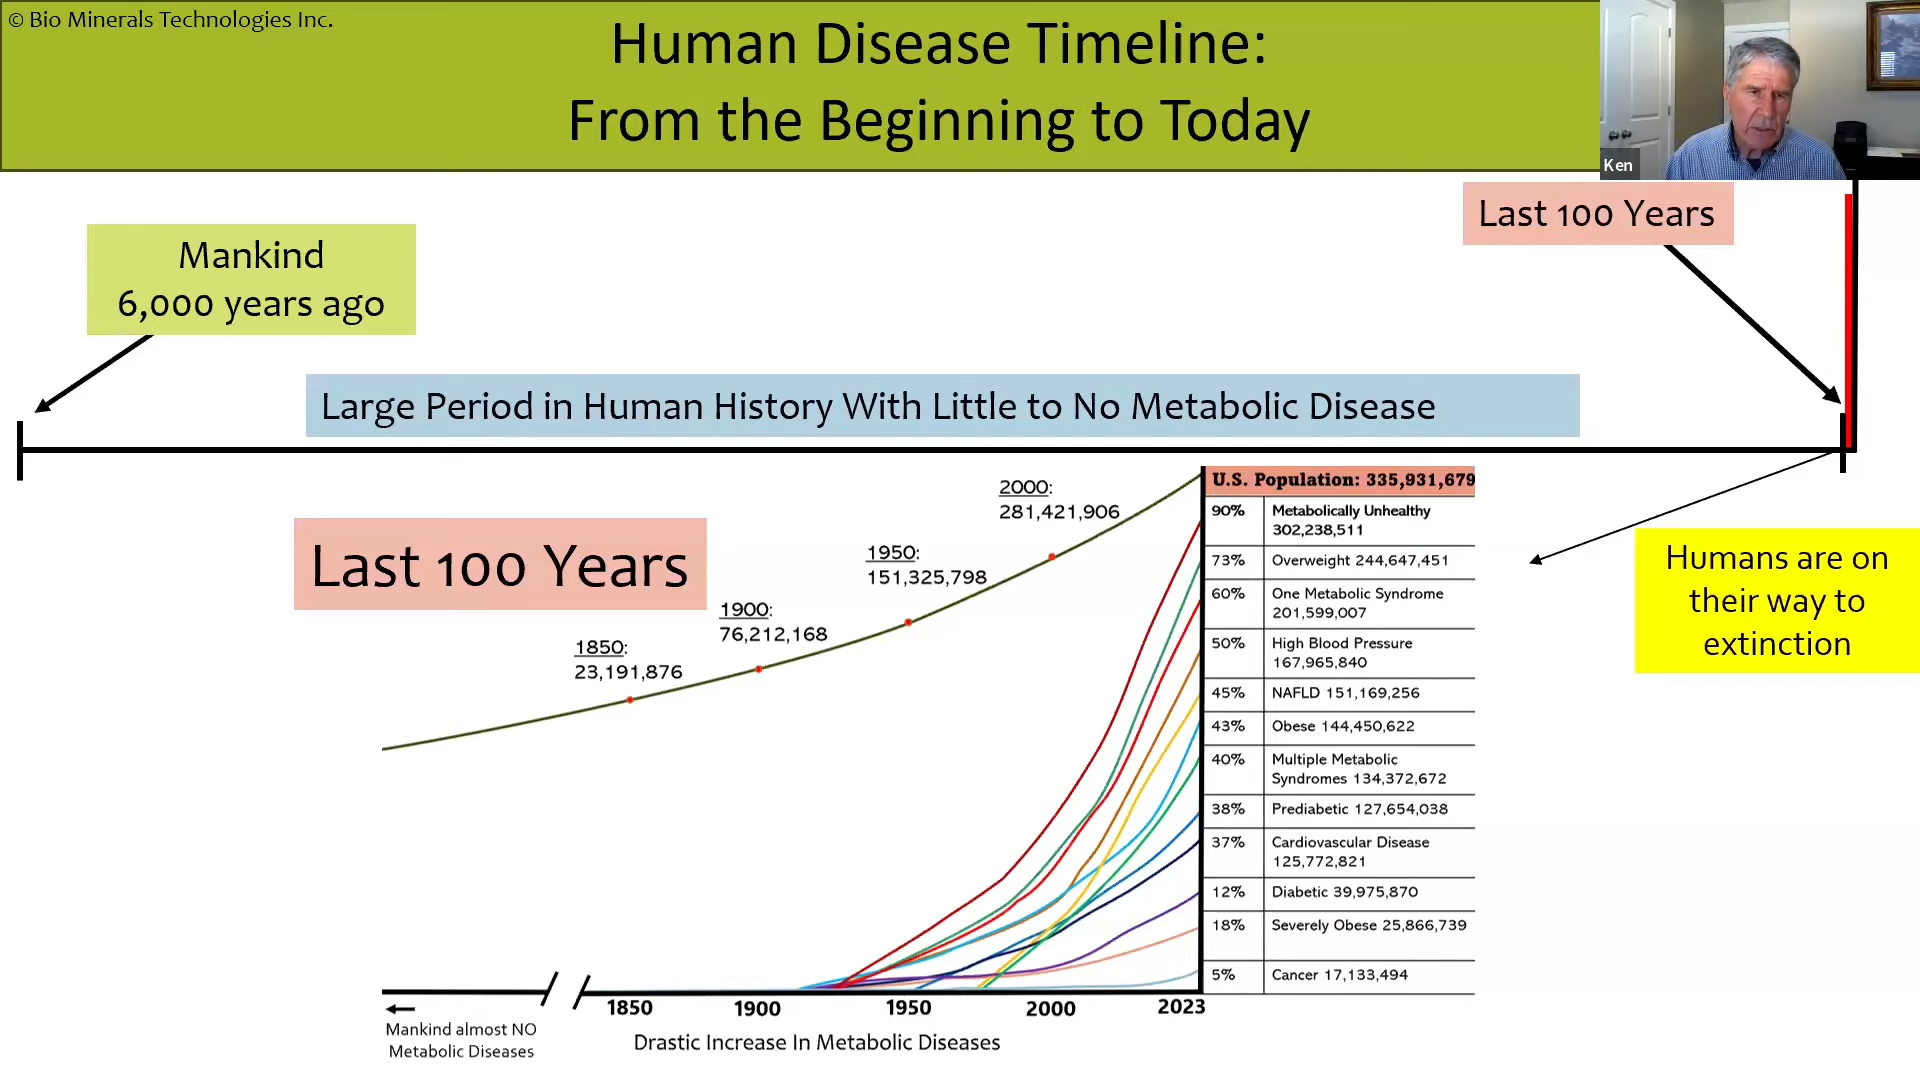 © Bio Minerals Technologies Inc.
Human Disease Timeline:
From the Beginning to Today
Ken
Last 100 Years
Mankind
6,000 years ago
Large Period in Human History With Little to No Metabolic Disease
Last 100 Years
1850:
23,191,876
1900:
76,212,168
1950:
151,325,798
2000:
281,421,906
U.S. Population: 335,931,679
90% Metabolically Unhealthy
302,238,511
73% Overweight 244,647,451
60% One Metabolic Syndrome
201,599,007
50% High Blood Pressure
167,965,840
45% NAFLD 151,169,256
43% Obese 144,450,622
40% Multiple Metabolic
Syndromes 134,372,672
38% Prediabetic 127,654,038
37% Cardiovascular Disease
125,772,821
12% Diabetic 39,975,870
18% Severely Obese 25,866,739
5% Cancer 17,133,494
Humans are on
their way to
extinction
1850 1900 1950 2000 2023
Mankind almost NO
Metabolic Diseases
Drastic Increase In Metabolic Diseases